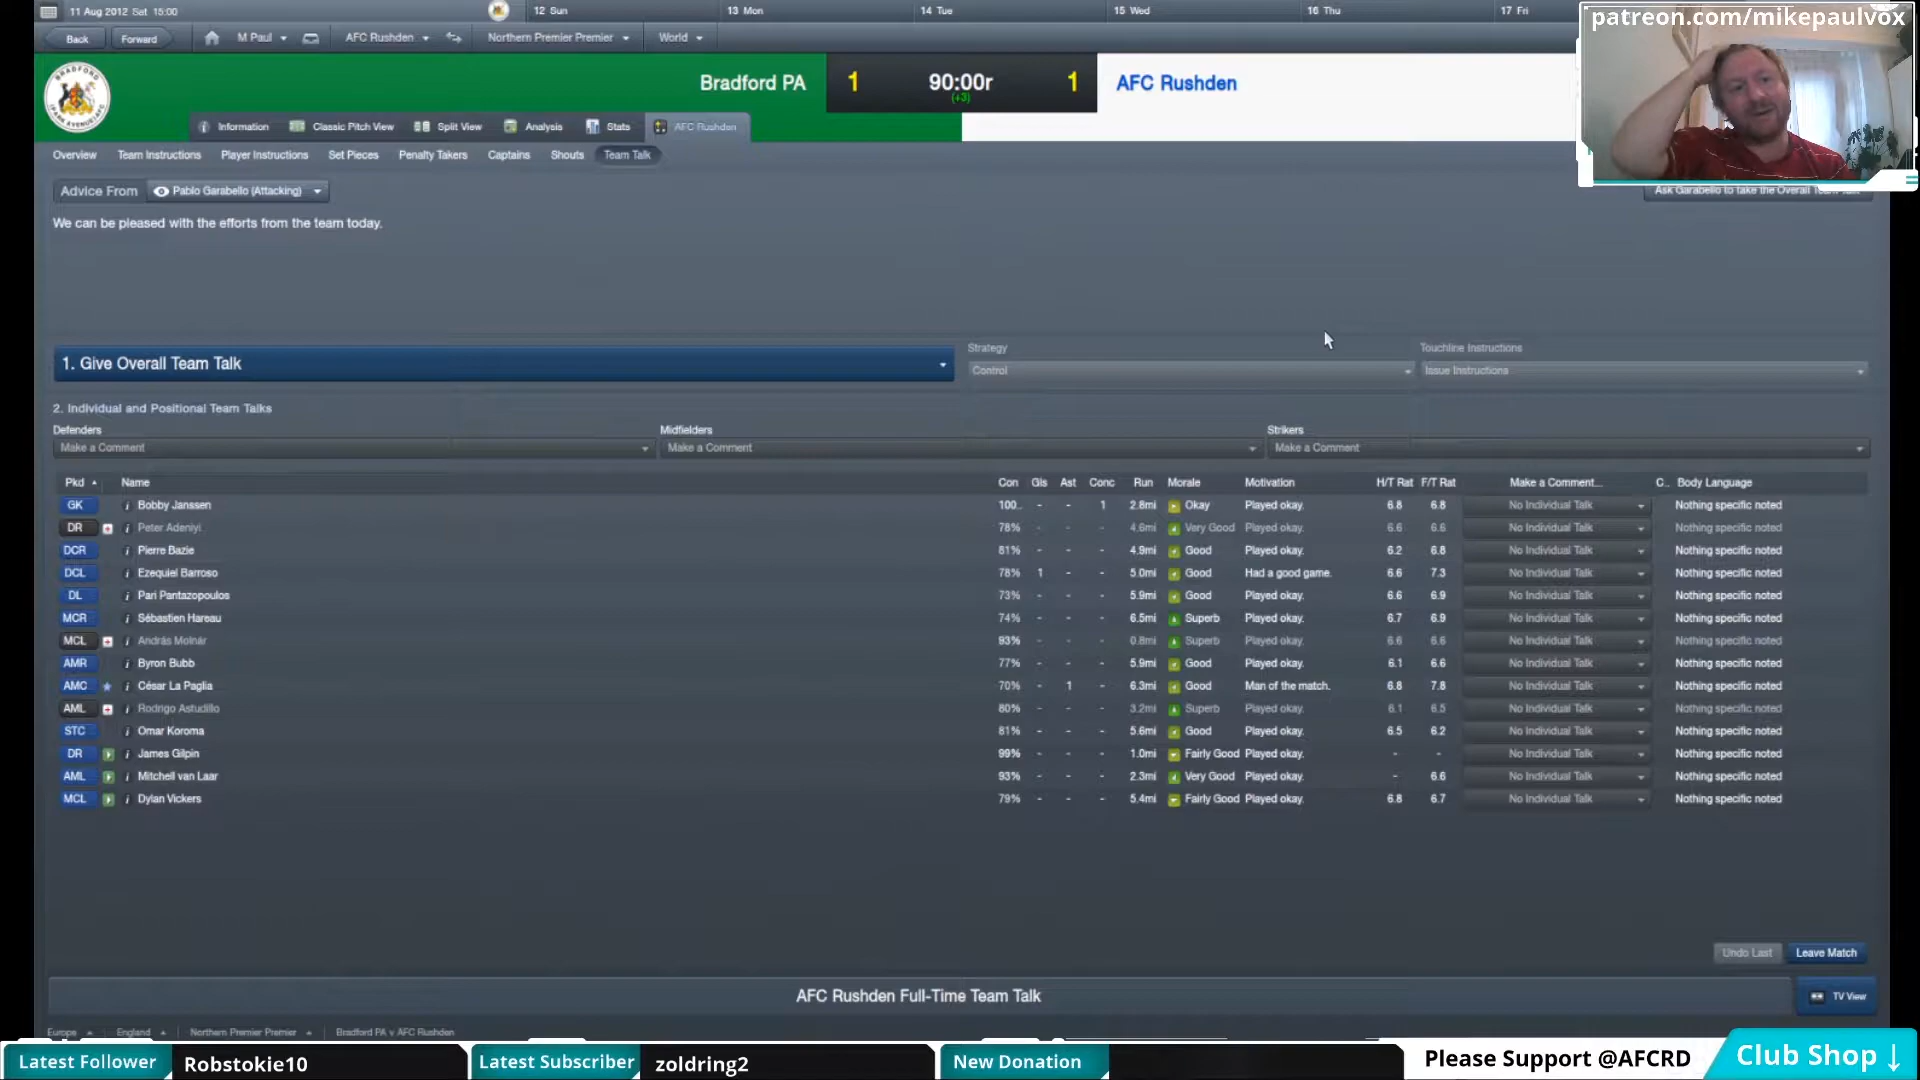 11 Aug 2012 Sat 15:00
12 Sun
13 Mon
14 Tue
15 Wed
16 Thu
17 Fri
patreon.com/mikepaulvox
Back
Forward
M Paul
AFC Rushden
Northern Premier Premier
World
BRADFORD
Bradford PA
1
90:00r
(+3)
1
AFC Rushden
Information
Classic Pitch View
Split View
Analysis
Stats
AFC Rushden
Overview
Team Instructions
Player Instructions
Set Pieces
Penalty Takers
Captains
Shouts
Team Talk
Advice From
Pablo Garabello (Attacking)
Ask Garabello to take the Overall Team Talk
We can be pleased with the efforts from the team today.
1. Give Overall Team Talk
Strategy
Control
Touchline Instructions
Issue Instructions
2. Individual and Positional Team Talks
Defenders
Make a Comment
Midfielders
Make a Comment
Strikers
Make a Comment
Pkd Name Con Gls Ast Conc Run Morale Motivation H/T Rat F/T Rat Make a Comment... C.. Body Language
GK i Bobby Janssen 100.. - - 1 2.8mi Okay Played okay. 6.8 6.8 No Individual Talk Nothing specific noted
DR i Peter Adeniyi 78% - - - 4.6mi Very Good Played okay. 6.6 6.6 No Individual Talk Nothing specific noted
DCR i Pierre Bazie 81% - - - 4.9mi Good Played okay. 6.2 6.8 No Individual Talk Nothing specific noted
DCL i Ezequiel Barroso 78% 1 - - 5.0mi Good Had a good game. 6.6 7.3 No Individual Talk Nothing specific noted
DL i Pari Pantazopoulos 73% - - - 5.9mi Good Played okay. 6.6 6.9 No Individual Talk Nothing specific noted
MCR i Sébastien Hareau 74% - - - 6.5mi Superb Played okay. 6.7 6.9 No Individual Talk Nothing specific noted
MCL i András Molnár 93% - - - 0.8mi Superb Played okay. 6.6 6.6 No Individual Talk Nothing specific noted
AMR i Byron Bubb 77% - - - 5.9mi Good Played okay. 6.1 6.6 No Individual Talk Nothing specific noted
AMC i César La Paglia 70% - 1 - 6.3mi Good Man of the match. 6.8 7.8 No Individual Talk Nothing specific noted
AML i Rodrigo Astudillo 80% - - - 3.2mi Superb Played okay. 6.1 6.5 No Individual Talk Nothing specific noted
STC i Omar Koroma 81% - - - 5.6mi Good Played okay. 6.5 6.2 No Individual Talk Nothing specific noted
DR i James Gilpin 99% - - - 1.0mi Fairly Good Played okay. - - No Individual Talk Nothing specific noted
AML i Mitchell van Laar 93% - - - 2.3mi Very Good Played okay. - 6.6 No Individual Talk Nothing specific noted
MCL i Dylan Vickers 79% - - - 5.4mi Fairly Good Played okay. 6.8 6.7 No Individual Talk Nothing specific noted
Undo Last
Leave Match
AFC Rushden Full-Time Team Talk
TV View
Europe
England
Northern Premier Premier
Bradford PA v AFC Rushden
Latest Follower
Robstokie10
Latest Subscriber
zoldring2
New Donation
Please Support @AFCRD
Club Shop ↓